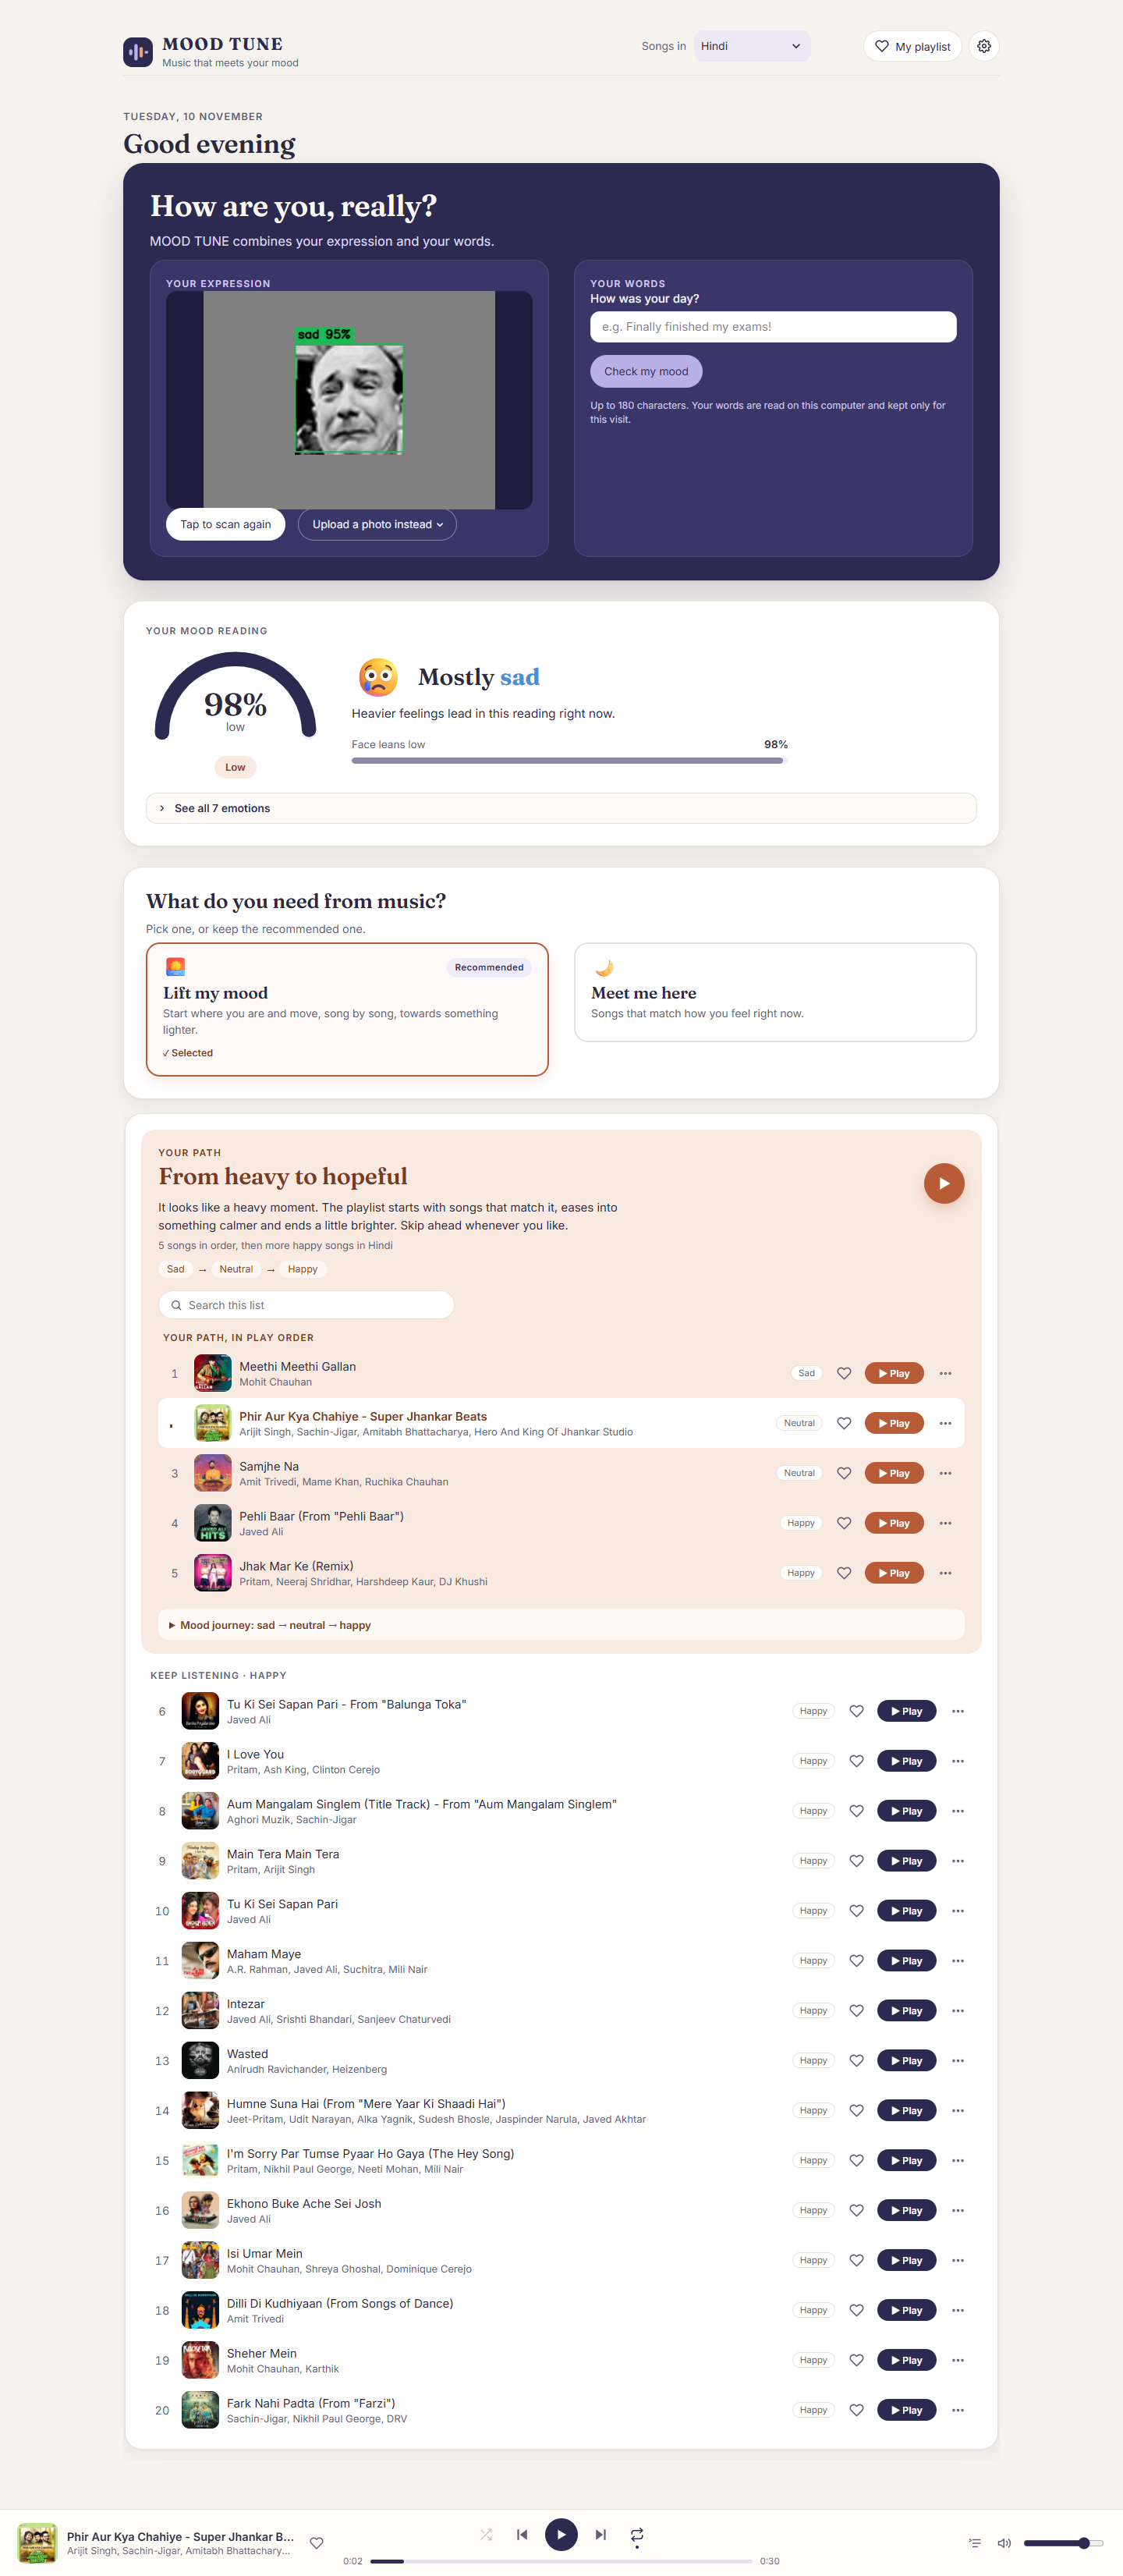 MOOD TUNE
Music that meets your mood
Songs in
Hindi
My playlist
TUESDAY, 10 NOVEMBER
Good evening
How are you, really?
MOOD TUNE combines your expression and your words.
YOUR EXPRESSION
sad 95%
Tap to scan again
Upload a photo instead
YOUR WORDS
How was your day?
e.g. Finally finished my exams!
Check my mood
Up to 180 characters. Your words are read on this computer and kept only for
this visit.
YOUR MOOD READING
98%
low
Low
Mostly sad
Heavier feelings lead in this reading right now.
Face leans low 98%
See all 7 emotions
What do you need from music?
Pick one, or keep the recommended one.
Recommended
Lift my mood
Start where you are and move, song by song, towards something
lighter.
✓ Selected
Meet me here
Songs that match how you feel right now.
YOUR PATH
From heavy to hopeful
It looks like a heavy moment. The playlist starts with songs that match it, eases into
something calmer and ends a little brighter. Skip ahead whenever you like.
5 songs in order, then more happy songs in Hindi
Sad → Neutral → Happy
Search this list
YOUR PATH, IN PLAY ORDER
1 Meethi Meethi Gallan Sad Play
Mohit Chauhan
Phir Aur Kya Chahiye - Super Jhankar Beats Neutral Play
Arijit Singh, Sachin-Jigar, Amitabh Bhattacharya, Hero And King Of Jhankar Studio
3 Samjhe Na Neutral Play
Amit Trivedi, Mame Khan, Ruchika Chauhan
4 Pehli Baar (From "Pehli Baar") Happy Play
Javed Ali
5 Jhak Mar Ke (Remix) Happy Play
Pritam, Neeraj Shridhar, Harshdeep Kaur, DJ Khushi
Mood journey: sad → neutral → happy
KEEP LISTENING · HAPPY
6 Tu Ki Sei Sapan Pari - From "Balunga Toka" Happy Play
Javed Ali
7 I Love You Happy Play
Pritam, Ash King, Clinton Cerejo
8 Aum Mangalam Singlem (Title Track) - From "Aum Mangalam Singlem" Happy Play
Aghori Muzik, Sachin-Jigar
9 Main Tera Main Tera Happy Play
Pritam, Arijit Singh
10 Tu Ki Sei Sapan Pari Happy Play
Javed Ali
11 Maham Maye Happy Play
A.R. Rahman, Javed Ali, Suchitra, Mili Nair
12 Intezar Happy Play
Javed Ali, Srishti Bhandari, Sanjeev Chaturvedi
13 Wasted Happy Play
Anirudh Ravichander, Heizenberg
14 Humne Suna Hai (From "Mere Yaar Ki Shaadi Hai") Happy Play
Jeet-Pritam, Udit Narayan, Alka Yagnik, Sudesh Bhosle, Jaspinder Narula, Javed Akhtar
15 I'm Sorry Par Tumse Pyaar Ho Gaya (The Hey Song) Happy Play
Pritam, Nikhil Paul George, Neeti Mohan, Mili Nair
16 Ekhono Buke Ache Sei Josh Happy Play
Javed Ali
17 Isi Umar Mein Happy Play
Mohit Chauhan, Shreya Ghoshal, Dominique Cerejo
18 Dilli Di Kudhiyaan (From Songs of Dance) Happy Play
Amit Trivedi
19 Sheher Mein Happy Play
Mohit Chauhan, Karthik
20 Fark Nahi Padta (From "Farzi") Happy Play
Sachin-Jigar, Nikhil Paul George, DRV
Phir Aur Kya Chahiye - Super Jhankar B...
Arijit Singh, Sachin-Jigar, Amitabh Bhattachary...
0:02 0:30